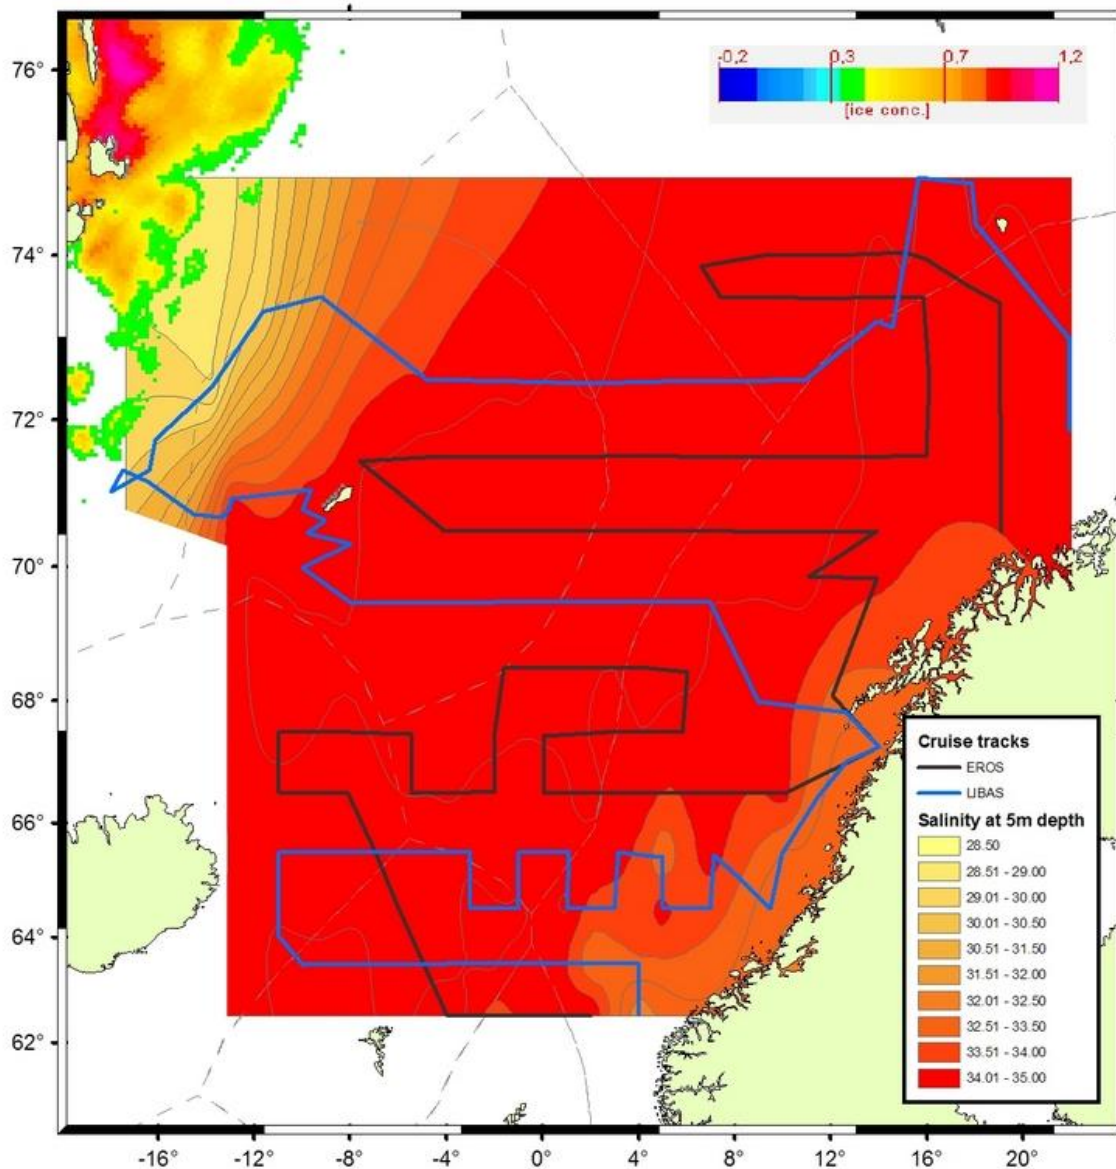 76°
74°
72°
70°
68°
66°
64°
62°
-0,2 0,3 0,7 1,2
[ice conc.]
Cruise tracks
EROS
LIBAS
Salinity at 5m depth
28.50
28.51 - 29.00
29.01 - 30.00
30.01 - 30.50
30.51 - 31.50
31.51 - 32.00
32.01 - 32.50
32.51 - 33.50
33.51 - 34.00
34.01 - 35.00
-16° -12° -8° -4° 0° 4° 8° 12° 16° 20°